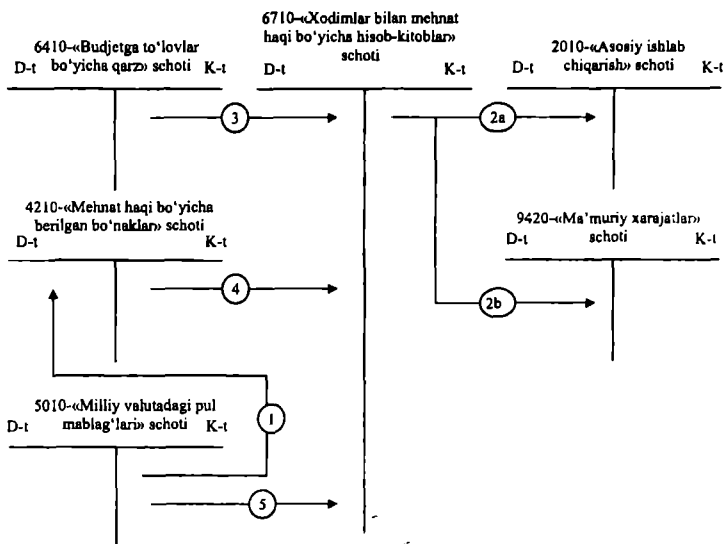 6410-«Budjetga to‘lovlar
bo‘yicha qarz» schoti
D-t K-t
6710-«Xodimlar bilan mehnat
haqi bo‘yicha hisob-kitoblar»
schoti
D-t K-t
2010-«Asosiy ishlab
chiqarish» schoti
D-t K-t
3
2a
4210-«Mehnat haqi bo‘yicha
berilgan bo‘naklar» schoti
D-t K-t
9420-«Ma’muriy xarajatlar»
schoti
D-t K-t
4
2b
5010-«Milliy valutadagi pul
mablag‘lari» schoti
D-t K-t
1
5